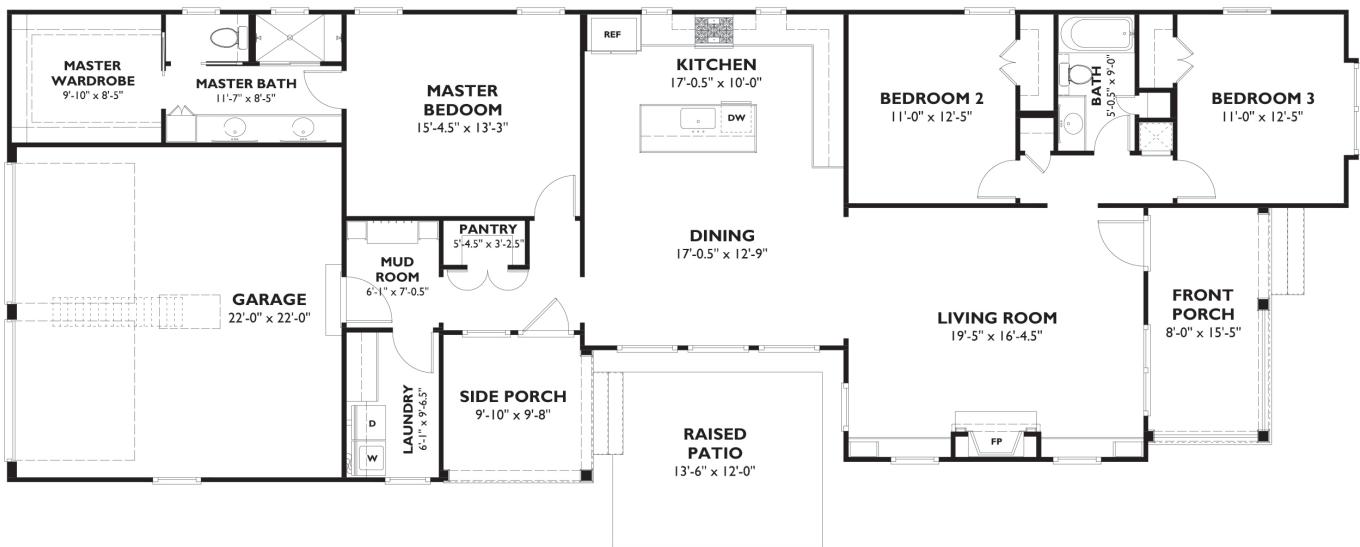 MASTER
WARDROBE
9'-10" x 8'-5"
MASTER BATH
11'-7" x 8'-5"
MASTER
BEDOOM
15'-4.5" x 13'-3"
REF
KITCHEN
17'-0.5" x 10'-0"
DW
BEDROOM 2
11'-0" x 12'-5"
BATH
5'-0.5" x 9'-0"
BEDROOM 3
11'-0" x 12'-5"
PANTRY
5'-4.5" x 3'-2.5"
DINING
17'-0.5" x 12'-9"
MUD
ROOM
6'-1" x 7'-0.5"
GARAGE
22'-0" x 22'-0"
LIVING ROOM
19'-5" x 16'-4.5"
FRONT
PORCH
8'-0" x 15'-5"
LAUNDRY
6'-1" x 9'-6.5"
D
W
SIDE PORCH
9'-10" x 9'-8"
RAISED
PATIO
13'-6" x 12'-0"
FP